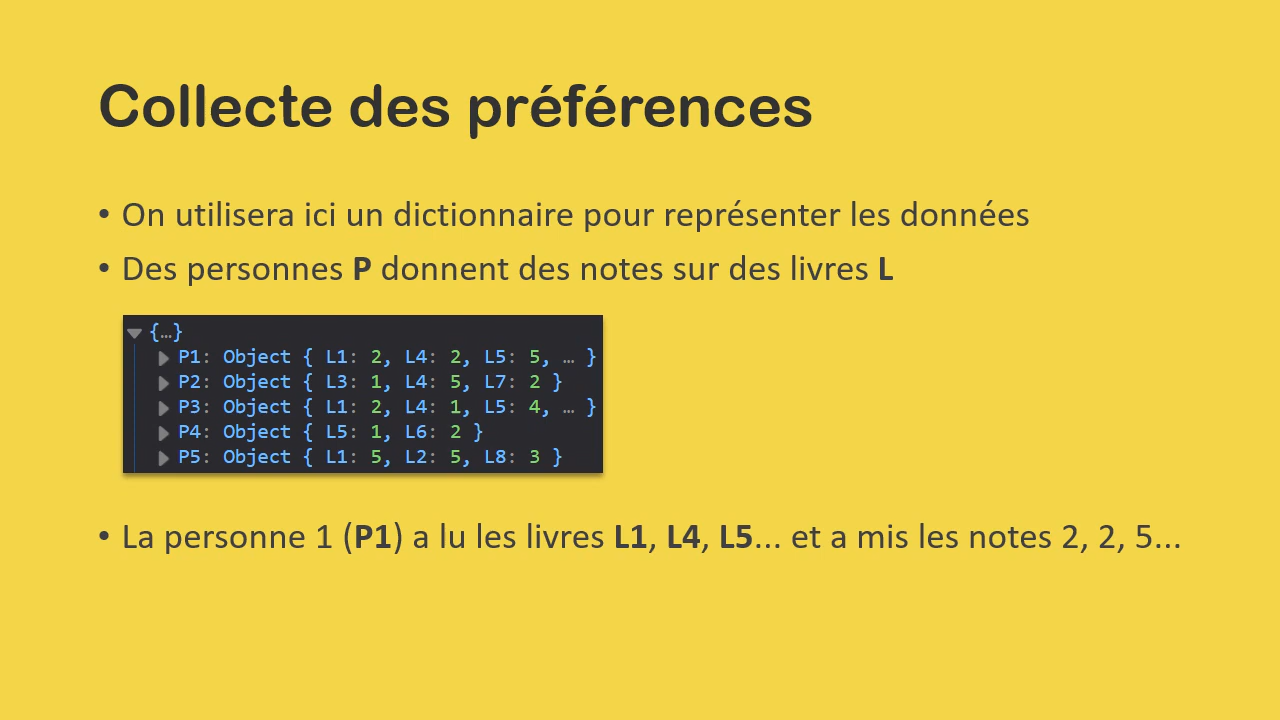 Collecte des préférences
• On utilisera ici un dictionnaire pour représenter les données
• Des personnes P donnent des notes sur des livres L
{…}
P1: Object { L1: 2, L4: 2, L5: 5, … }
P2: Object { L3: 1, L4: 5, L7: 2 }
P3: Object { L1: 2, L4: 1, L5: 4, … }
P4: Object { L5: 1, L6: 2 }
P5: Object { L1: 5, L2: 5, L8: 3 }
• La personne 1 (P1) a lu les livres L1, L4, L5... et a mis les notes 2, 2, 5...